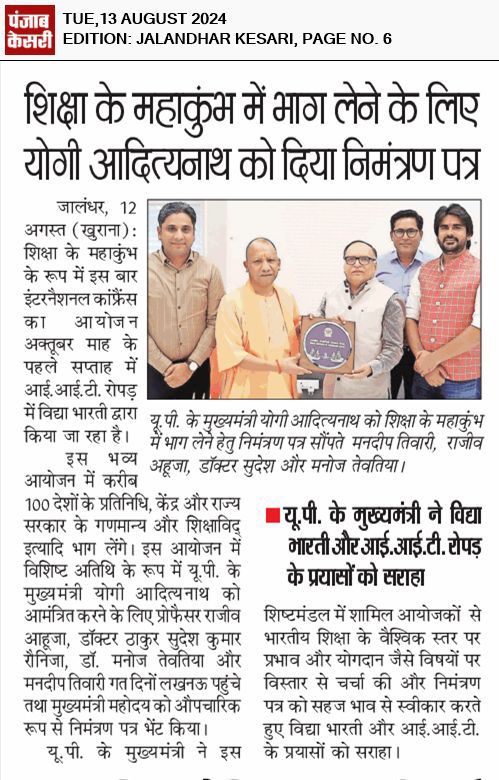 पंजाब
केसरी
TUE,13 AUGUST 2024
EDITION: JALANDHAR KESARI, PAGE NO. 6
शिक्षा के महाकुंभ में भाग लेने के लिए
योगी आदित्यनाथ को दिया निमंत्रण पत्र
जालंधर, 12
अगस्त (खुराना):
शिक्षा के महाकुंभ
के रूप में इस बार
इंटरनैशनल कांफ्रैंस
का आयोजन
अक्तूबर माह के
पहले सप्ताह में
आई.आई.टी. रोपड़
में विद्या भारती द्वारा
किया जा रहा है।
इस भव्य
आयोजन में करीब
100 देशों के प्रतिनिधि, केंद्र और राज्य
सरकार के गणमान्य और शिक्षाविद्
इत्यादि भाग लेंगे। इस आयोजन में
विशिष्ट अतिथि के रूप में यू.पी. के
मुख्यमंत्री योगी आदित्यनाथ को
आमंत्रित करने के लिए प्रोफैसर राजीव
आहूजा, डॉक्टर ठाकुर सुदेश कुमार
रौनिजा, डॉ. मनोज तेवतिया और
मनदीप तिवारी गत दिनों लखनऊ पहुंचे
तथा मुख्यमंत्री महोदय को औपचारिक
रूप से निमंत्रण पत्र भेंट किया।
यू.पी. के मुख्यमंत्री ने इस
यू.पी. के मुख्यमंत्री योगी आदित्यनाथ को शिक्षा के महाकुंभ
में भाग लेने हेतु निमंत्रण पत्र सौंपते मनदीप तिवारी, राजीव
अहूजा, डॉक्टर सुदेश और मनोज तेवतिया।
यू.पी. के मुख्यमंत्री ने विद्या
भारती और आई.आई.टी. रोपड़
के प्रयासों को सराहा
शिष्टमंडल में शामिल आयोजकों से
भारतीय शिक्षा के वैश्विक स्तर पर
प्रभाव और योगदान जैसे विषयों पर
विस्तार से चर्चा की और निमंत्रण
पत्र को सहज भाव से स्वीकार करते
हुए विद्या भारती और आई.आई.टी.
के प्रयासों को सराहा।